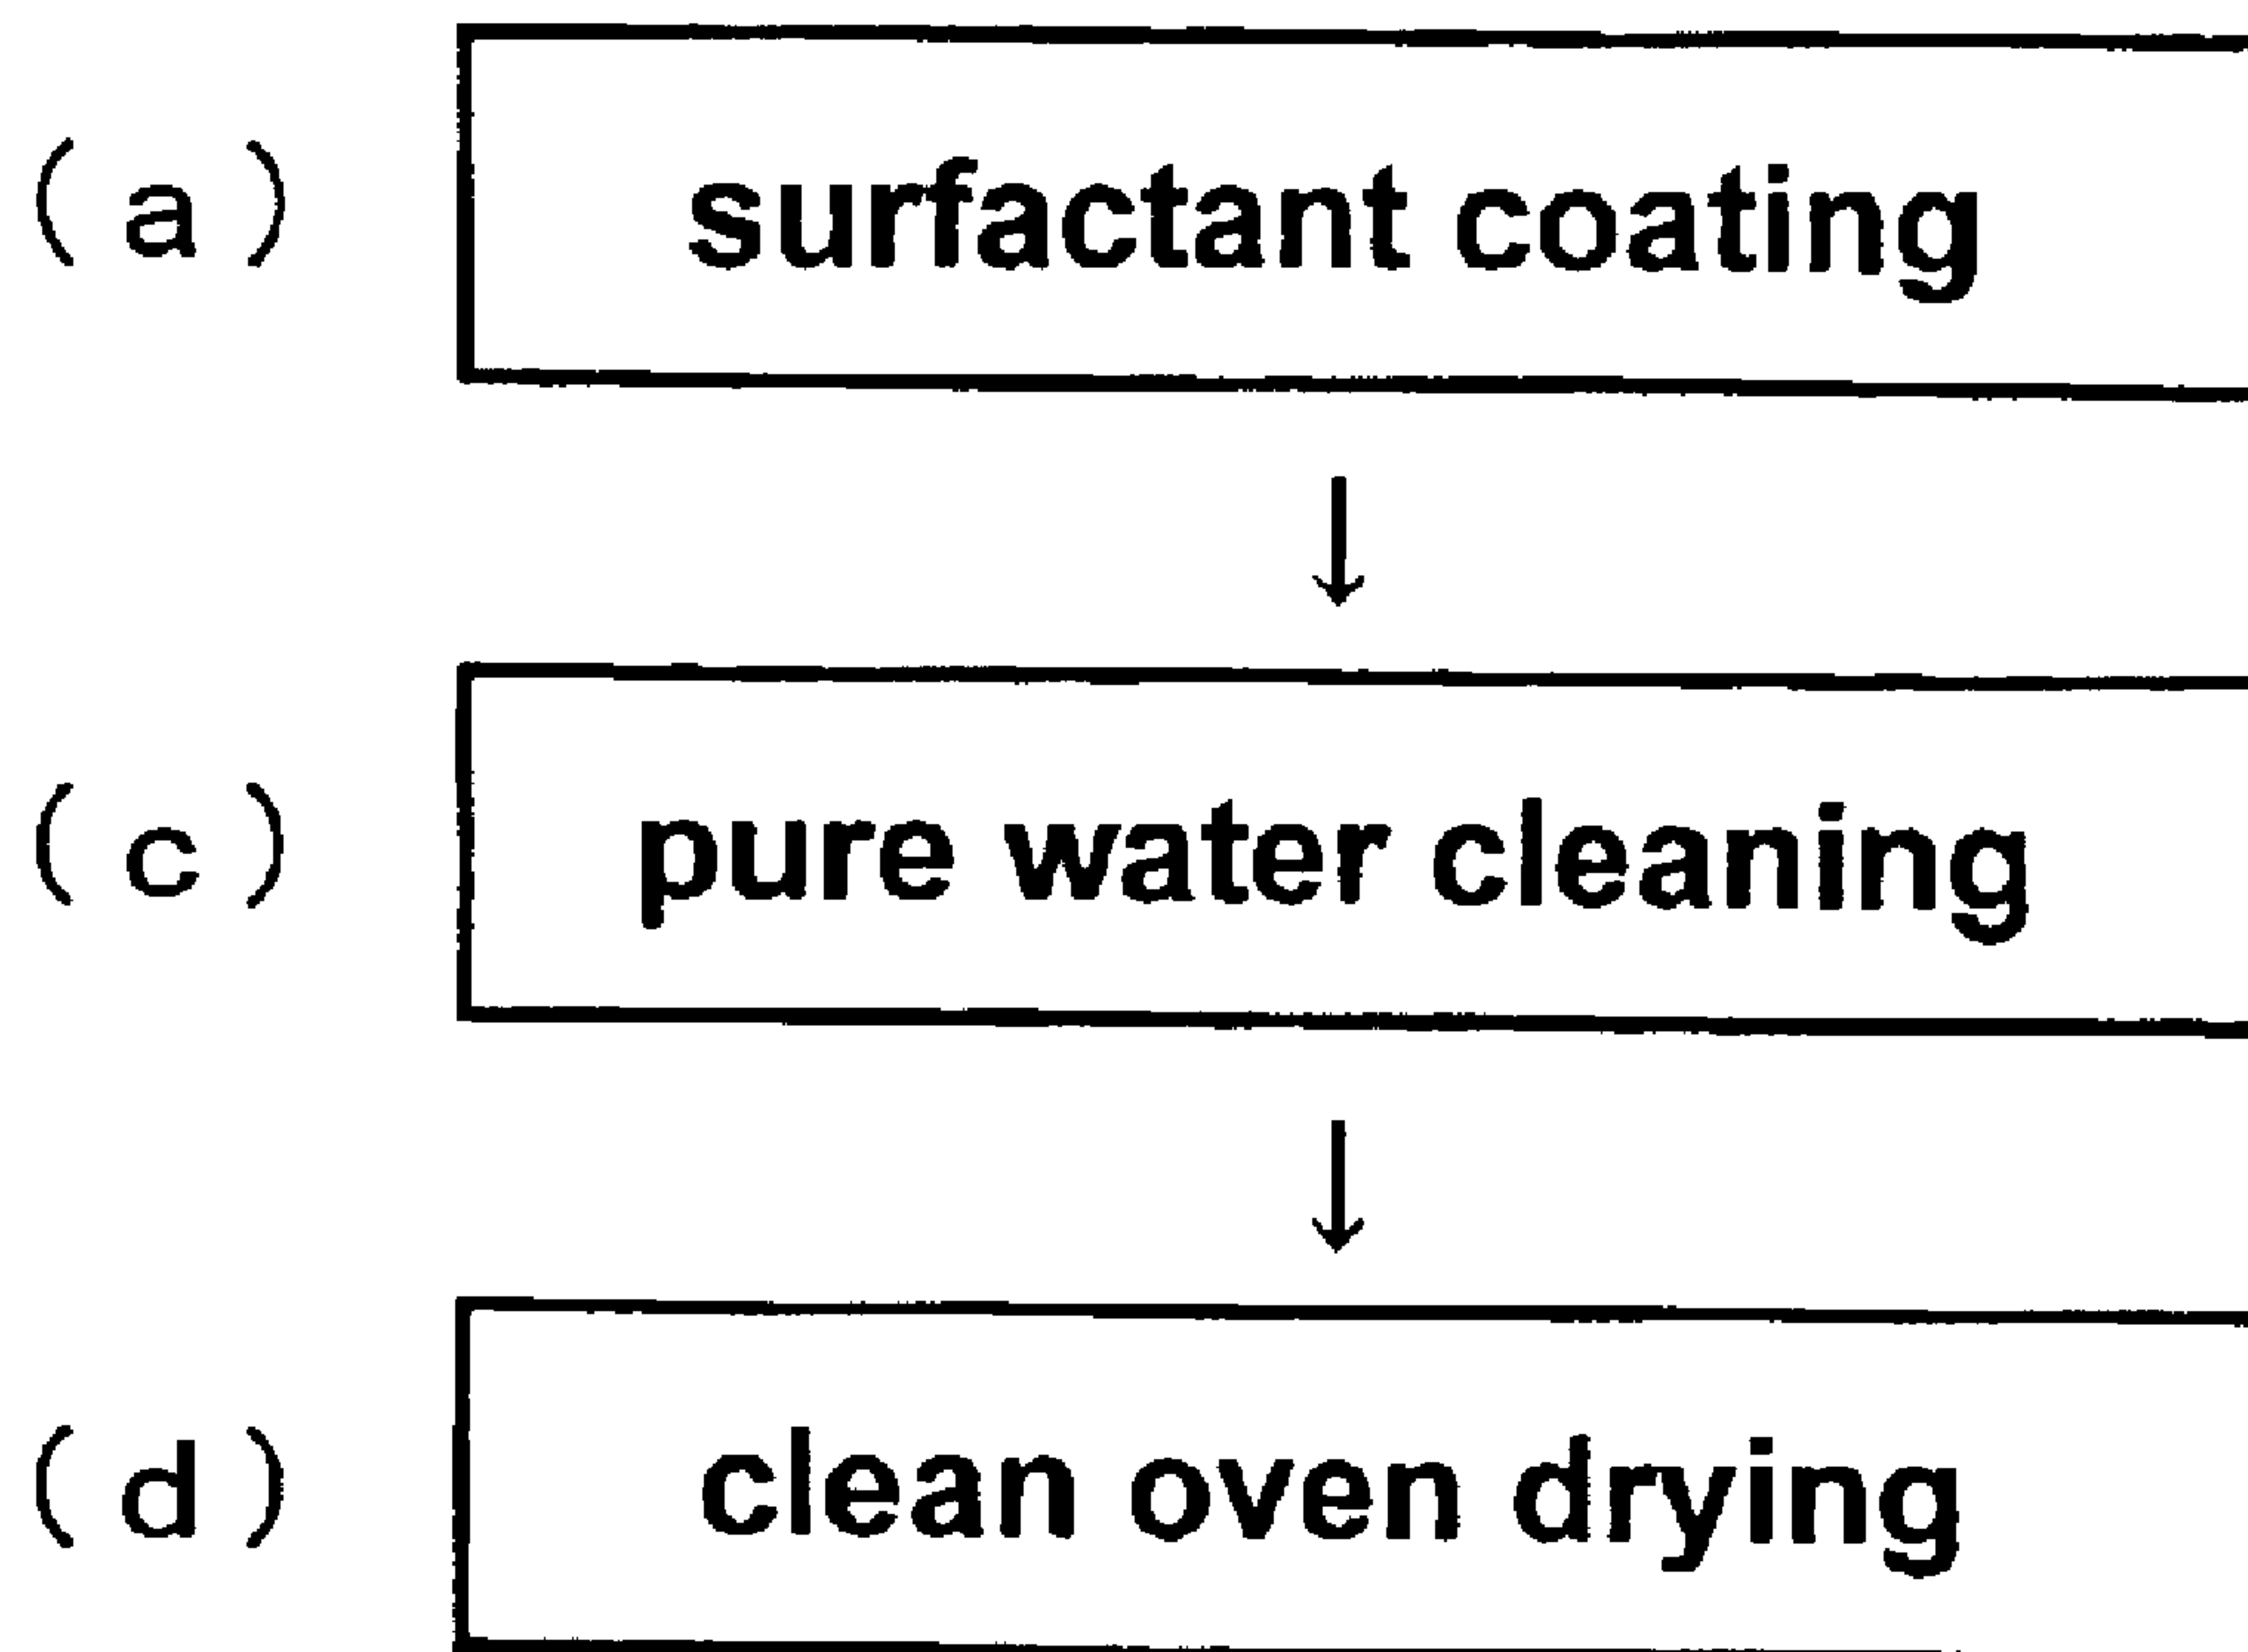 (a) surfactant coating
↓
(c) pure water cleaning
↓
(d) clean oven drying